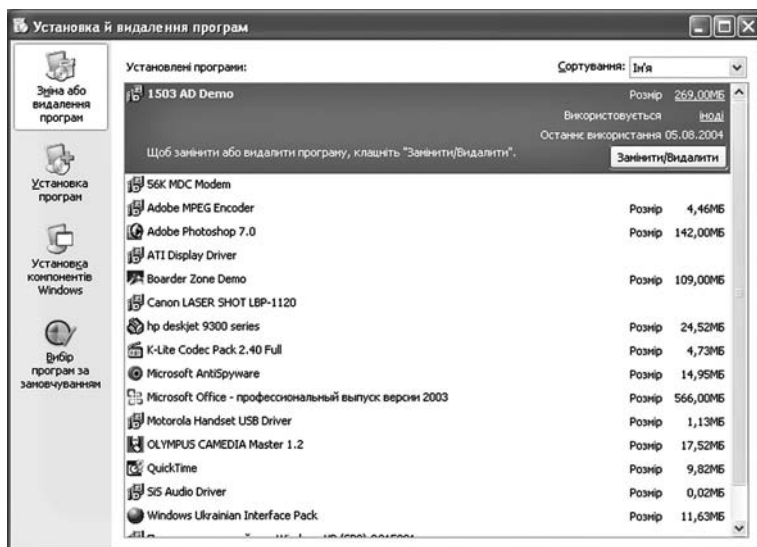 Установка й видалення програм
Зміна або
видалення
програм
Установка
програм
Установка
компонентів
Windows
Вибір
програм за
замовчуванням
Установлені програми:
Сортування: Ім'я
1503 AD Demo Розмір 269,00МБ
Використовується іноді
Останнє використання 05.08.2004
Щоб замінити або видалити програму, клацніть "Замінити/Видалити". Замінити/Видалити
56K MDC Modem
Adobe MPEG Encoder Розмір 4,46МБ
Adobe Photoshop 7.0 Розмір 142,00МБ
ATI Display Driver
Boarder Zone Demo Розмір 109,00МБ
Canon LASER SHOT LBP-1120
hp deskjet 9300 series Розмір 24,52МБ
K-Lite Codec Pack 2.40 Full Розмір 4,73МБ
Microsoft AntiSpyware Розмір 14,95МБ
Microsoft Office - профессиональный выпуск версии 2003 Розмір 566,00МБ
Motorola Handset USB Driver Розмір 1,13МБ
OLYMPUS CAMEDIA Master 1.2 Розмір 17,52МБ
QuickTime Розмір 9,82МБ
SiS Audio Driver Розмір 0,02МБ
Windows Ukrainian Interface Pack Розмір 11,63МБ